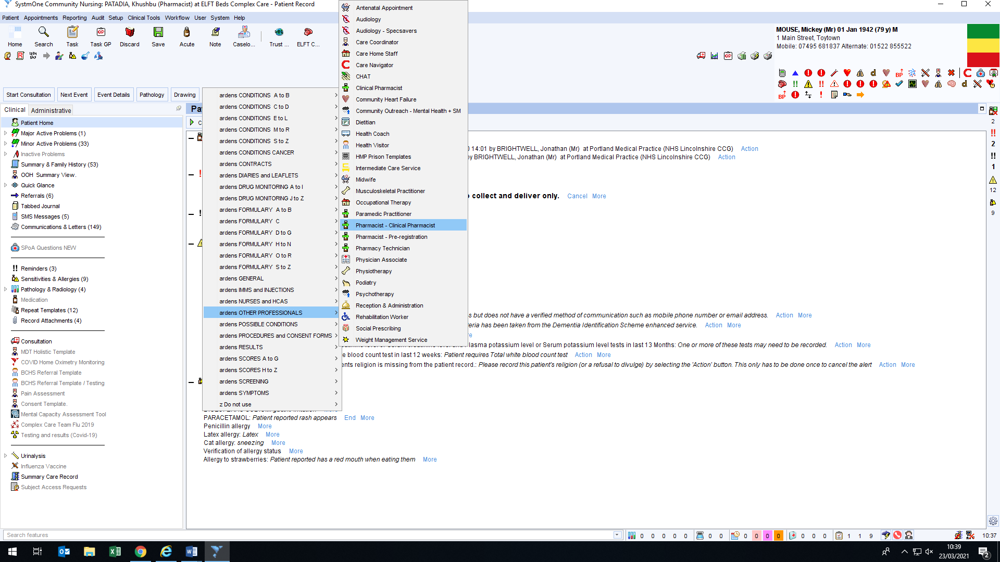 SystmOne Community Nursing: PATADIA, Khushbu (Pharmacist) at ELFT Beds Complex Care - Patient Record
Patient Appointments Reporting Audit Setup Clinical Tools Workflow User System Help
Home Search Task Task GP Discard Save Acute Note Caselo... Trust ... ELFT C...
MOUSE, Mickey (Mr) 01 Jan 1942 (79 y) M
1 Main Street, Toytown
Mobile: 07495 681837 Alternate: 01522 855522
Start Consultation Next Event Event Details Pathology Drawing
Clinical Administrative
Patient Home
Major Active Problems (1)
Minor Active Problems (33)
Inactive Problems
Summary & Family History (53)
OOH Summary View.
Quick Glance
Referrals (6)
Tabbed Journal
SMS Messages (5)
Communications & Letters (149)
SPoA Questions NEW
Reminders (3)
Sensitivities & Allergies (9)
Pathology & Radiology (4)
Medication
Repeat Templates (12)
Record Attachments (4)
Consultation
MDT Holistic Template
COVID Home Oximetry Monitoring
BCHS Referral Template
BCHS Referral Template / Testing
Pain Assessment
Consent Template.
Mental Capacity Assessment Tool
Complex Care Team Flu 2019
Testing and results (Covid-19)
Urinalysis
Influenza Vaccine
Summary Care Record
Subject Access Requests
ardens CONDITIONS A to B
ardens CONDITIONS C to D
ardens CONDITIONS E to L
ardens CONDITIONS M to R
ardens CONDITIONS S to Z
ardens CONDITIONS CANCER
ardens CONTRACTS
ardens DIARIES and LEAFLETS
ardens DRUG MONITORING A to I
ardens DRUG MONITORING J to Z
ardens FORMULARY A to B
ardens FORMULARY C
ardens FORMULARY D to G
ardens FORMULARY H to N
ardens FORMULARY O to R
ardens FORMULARY S to Z
ardens GENERAL
ardens IMMS and INJECTIONS
ardens NURSES and HCAS
ardens OTHER PROFESSIONALS
ardens POSSIBLE CONDITIONS
ardens PROCEDURES and CONSENT FORMS
ardens RESULTS
ardens SCORES A to G
ardens SCORES H to Z
ardens SCREENING
ardens SYMPTOMS
z Do not use
Antenatal Appointment
Audiology
Audiology - Specsavers
Care Coordinator
Care Home Staff
Care Navigator
CHAT
Clinical Pharmacist
Community Heart Failure
Community Outreach - Mental Health + SM
Dietitian
Health Coach
Health Visitor
HMP Prison Templates
Intermediate Care Service
Midwife
Musculoskeletal Practitioner
Occupational Therapy
Paramedic Practitioner
Pharmacist - Clinical Pharmacist
Pharmacist - Pre-registration
Pharmacy Technician
Physician Associate
Physiotherapy
Podiatry
Psychotherapy
Reception & Administration
Rehabilitation Worker
Social Prescribing
Weight Management Service
14:01 by BRIGHTWELL, Jonathan (Mr) at Portland Medical Practice (NHS Lincolnshire CCG) Action
by BRIGHTWELL, Jonathan (Mr) at Portland Medical Practice (NHS Lincolnshire CCG) Action
collect and deliver only. Cancel More
but does not have a verified method of communication such as mobile phone number or email address. Action More
has been taken from the Dementia Identification Scheme enhanced service. Action More
plasma potassium level or Serum potassium level tests in last 13 Months: One or more of these tests may need to be recorded. Action More
blood count test in last 12 weeks: Patient requires Total white blood count test Action More
religion is missing from the patient record.: Please record this patient's religion (or a refusal to divulge) by selecting the 'Action' button. This only has to be done once to cancel the alert Action More
PARACETAMOL: Patient reported rash appears End More
Penicillin allergy More
Latex allergy: Latex More
Cat allergy: sneezing More
Verification of allergy status More
Allergy to strawberries: Patient reported has a red mouth when eating them More
2
2
1
12
9
Search features
0 0 0 0 0 0 0 0 0 0 0 0 0 0 1 1 9 10:37
10:39
23/03/2021
2